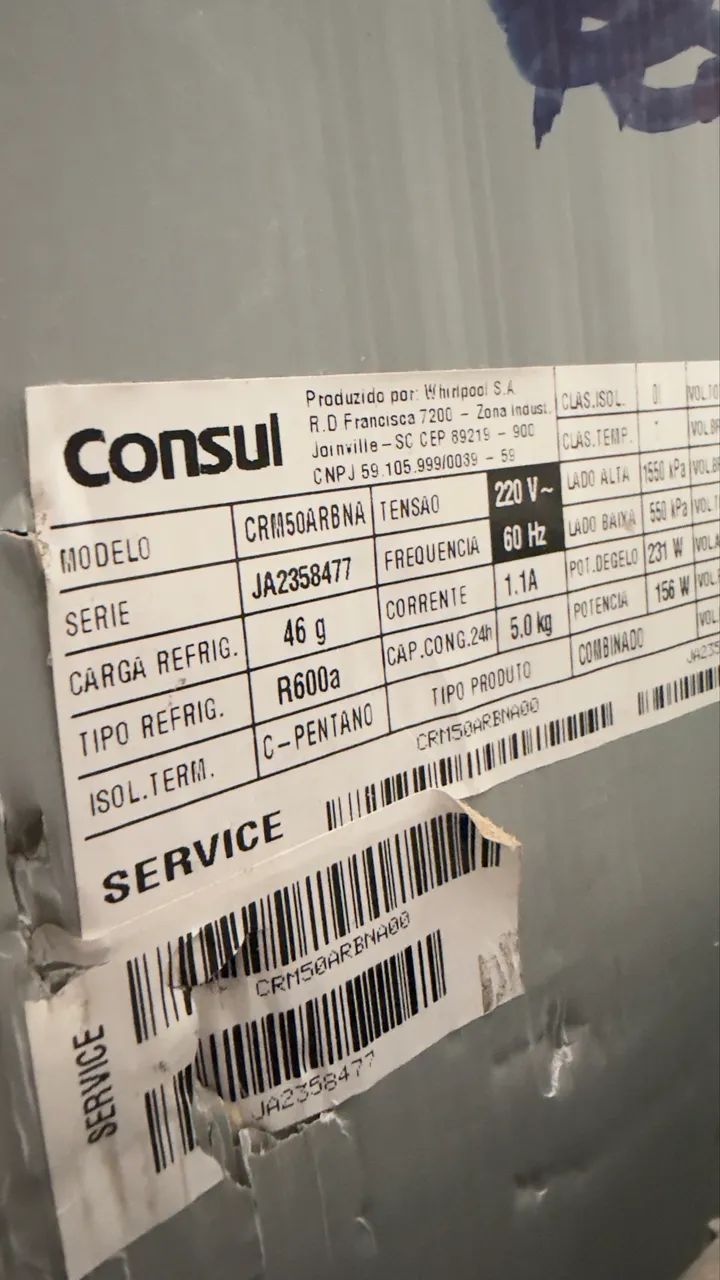 Consul
Produzido por: Whirlpool S.A
R.D Francisca 7200 - Zona Indust.
Joinville-SC CEP 89219 - 900
CNPJ 59.105.999/0039 - 59
MODELO CRM50ARBNA
SERIE JA2358477
CARGA REFRIG. 46 g
TIPO REFRIG. R600a
ISOL.TERM. C-PENTANO
TENSAO 220 V~
FREQUENCIA 60 Hz
CORRENTE 1.1A
CAP.CONG.24h 5.0 kg
TIPO PRODUTO COMBINADO
CLAS.ISOL.
CLAS.TEMP.
LADO ALTA 1550 kPa
LADO BAIXA 550 kPa
POT.DEGELO 231 W
POTENCIA 156 W
CRM50ARBNA00
SERVICE
SERVICE
CRM50ARBNA00
JA2358477